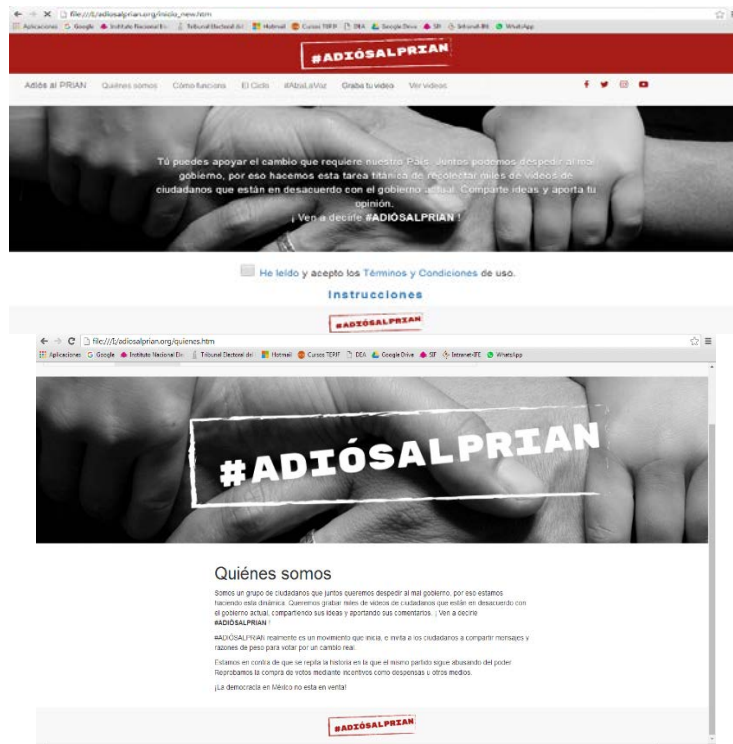 file:///I:/adiosalprian.org/inicio_new.htm
Aplicaciones Google Instituto Nacional Ele Tribunal Electoral del Hotmail Cursos TEPJF DEA Google Drive SIF Intranet-IFE WhatsApp
#ADIÓSALPRIAN
Adiós al PRIAN Quiénes somos Cómo funciona El Ciclo #AlzaLaVoz Graba tu video Ver videos
Tú puedes apoyar el cambio que requiere nuestro País. Juntos podemos despedir al mal
gobierno, por eso hacemos esta tarea titánica de recolectar miles de videos de
ciudadanos que están en desacuerdo con el gobierno actual. Comparte ideas y aporta tu
opinión.
¡ Ven a decirle #ADIÓSALPRIAN !
He leído y acepto los Términos y Condiciones de uso.
Instrucciones
#ADIÓSALPRIAN
file:///I:/adiosalprian.org/quienes.htm
Aplicaciones Google Instituto Nacional Ele Tribunal Electoral del Hotmail Cursos TEPJF DEA Google Drive SIF Intranet-IFE WhatsApp
#ADIÓSALPRIAN
Quiénes somos
Somos un grupo de ciudadanos que juntos queremos despedir al mal gobierno, por eso estamos
haciendo esta dinámica. Queremos grabar miles de videos de ciudadanos que están en desacuerdo con
el gobierno actual, compartiendo sus ideas y aportando sus comentarios. ¡ Ven a decirle
#ADIÓSALPRIAN !
#ADIÓSALPRIAN realmente es un movimiento que inicia, e invita a los ciudadanos a compartir mensajes y
razones de peso para votar por un cambio real.
Estamos en contra de que se repita la historia en la que el mismo partido sigue abusando del poder.
Reprobamos la compra de votos mediante incentivos como despensas u otros medios.
¡La democracia en México no esta en venta!
#ADIÓSALPRIAN